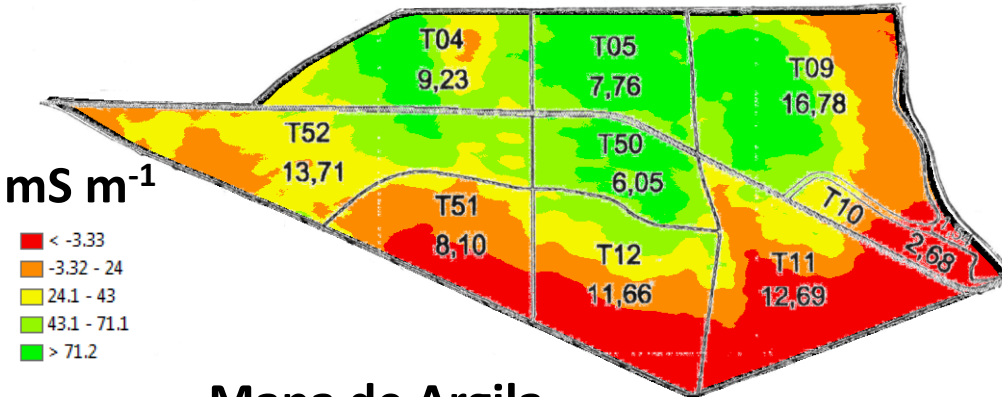 T04
9,23
T05
7,76
T09
16,78
T52
13,71
T50
6,05
T51
8,10
T12
11,66
T10
2,68
T11
12,69
mS m-1
< -3.33
-3.32 - 24
24.1 - 43
43.1 - 71.1
> 71.2
Mapa de Argila